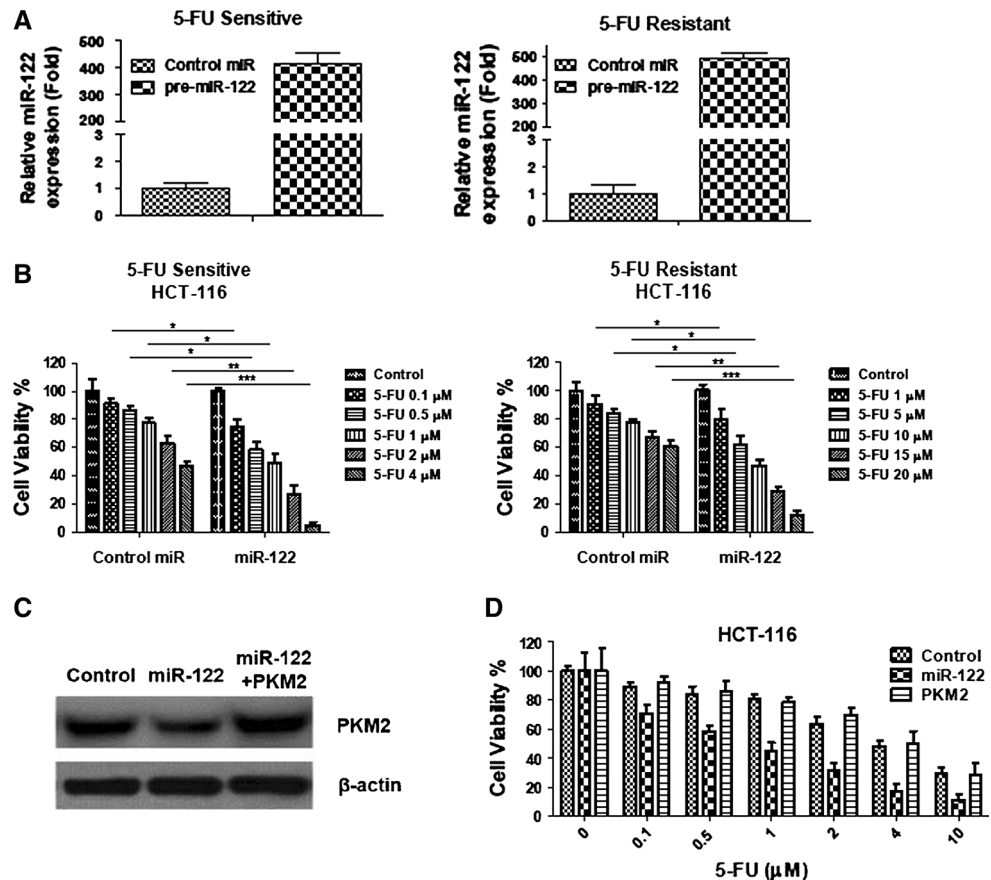 A
5-FU Sensitive
Relative miR-122
expression (Fold)
500
400
300
200
3
2
1
0
Control miR
pre-miR-122
5-FU Resistant
Relative miR-122
expression (Fold)
600
500
400
300
200
3
2
1
0
Control miR
pre-miR-122
B
5-FU Sensitive
HCT-116
*
*
*
**
***
Cell Viability %
120
100
80
60
40
20
0
Control miR
miR-122
Control
5-FU 0.1 μM
5-FU 0.5 μM
5-FU 1 μM
5-FU 2 μM
5-FU 4 μM
5-FU Resistant
HCT-116
*
*
*
**
***
Cell Viability %
120
100
80
60
40
20
0
Control miR
miR-122
Control
5-FU 1 μM
5-FU 5 μM
5-FU 10 μM
5-FU 15 μM
5-FU 20 μM
C
Control miR-122 miR-122
+PKM2
PKM2
β-actin
D
HCT-116
Cell Viability %
120
100
80
60
40
20
0
Control
miR-122
PKM2
0 0.1 0.5 1 2 4 10
5-FU (μM)